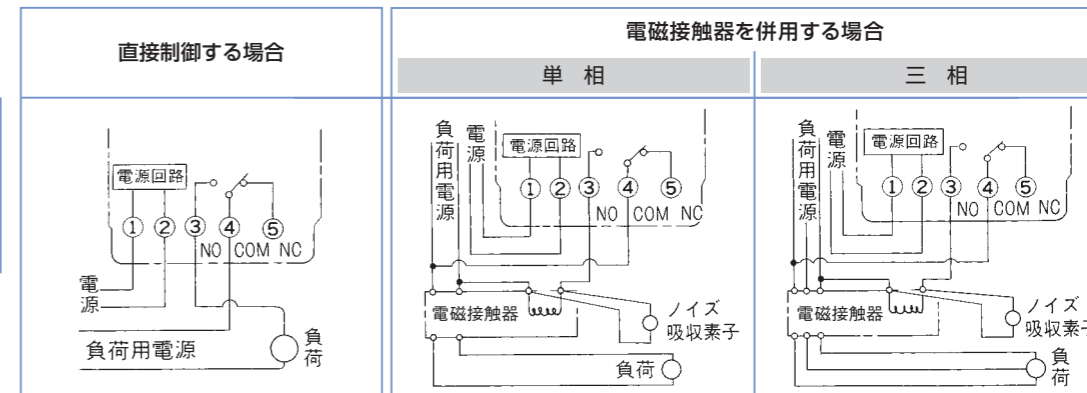 直接制御する場合
電磁接触器を併用する場合
単 相
三 相
電源回路
① ② ③ ④ ⑤
NO COM NC
電源
負荷用電源
負荷
負荷用電源
電源
電源回路
① ② ③ ④ ⑤
NO COM NC
電磁接触器
ノイズ
吸収素子
負荷
負荷用電源
電源
電源回路
① ② ③ ④ ⑤
NO COM NC
電磁接触器
ノイズ
吸収素子
負荷